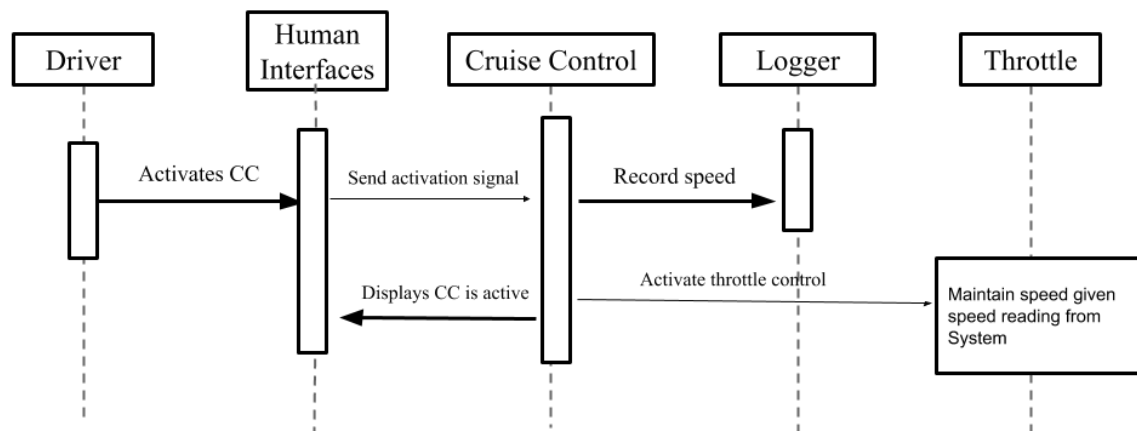 Driver
Human
Interfaces
Cruise Control
Logger
Throttle
Activates CC
Send activation signal
Record speed
Displays CC is active
Activate throttle control
Maintain speed given
speed reading from
System